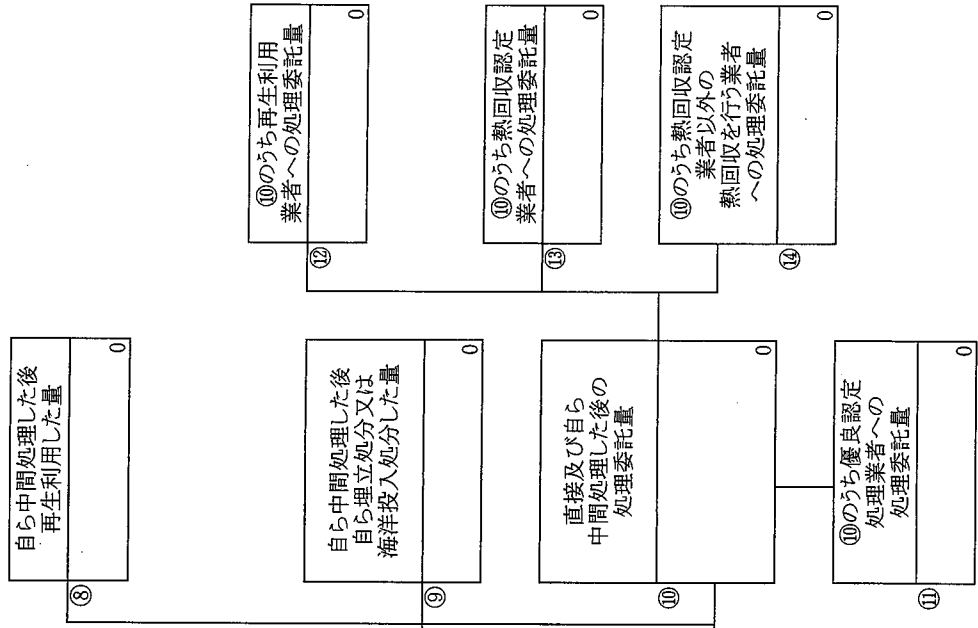 ⑧
自ら中間処理した後
再生利用した量
0
⑨
自ら中間処理した後
自ら埋立処分又は
海洋投入処分した量
0
⑩
直接及び自ら
中間処理した後の
処理委託量
0
⑪
⑩のうち優良認定
処理業者への
処理委託量
0
⑫
⑩のうち再生利用
業者への処理委託量
0
⑬
⑩のうち熱回収認定
業者への処理委託量
0
⑭
⑩のうち熱回収認定
業者以外の
熱回収を行う業者
への処理委託量
0